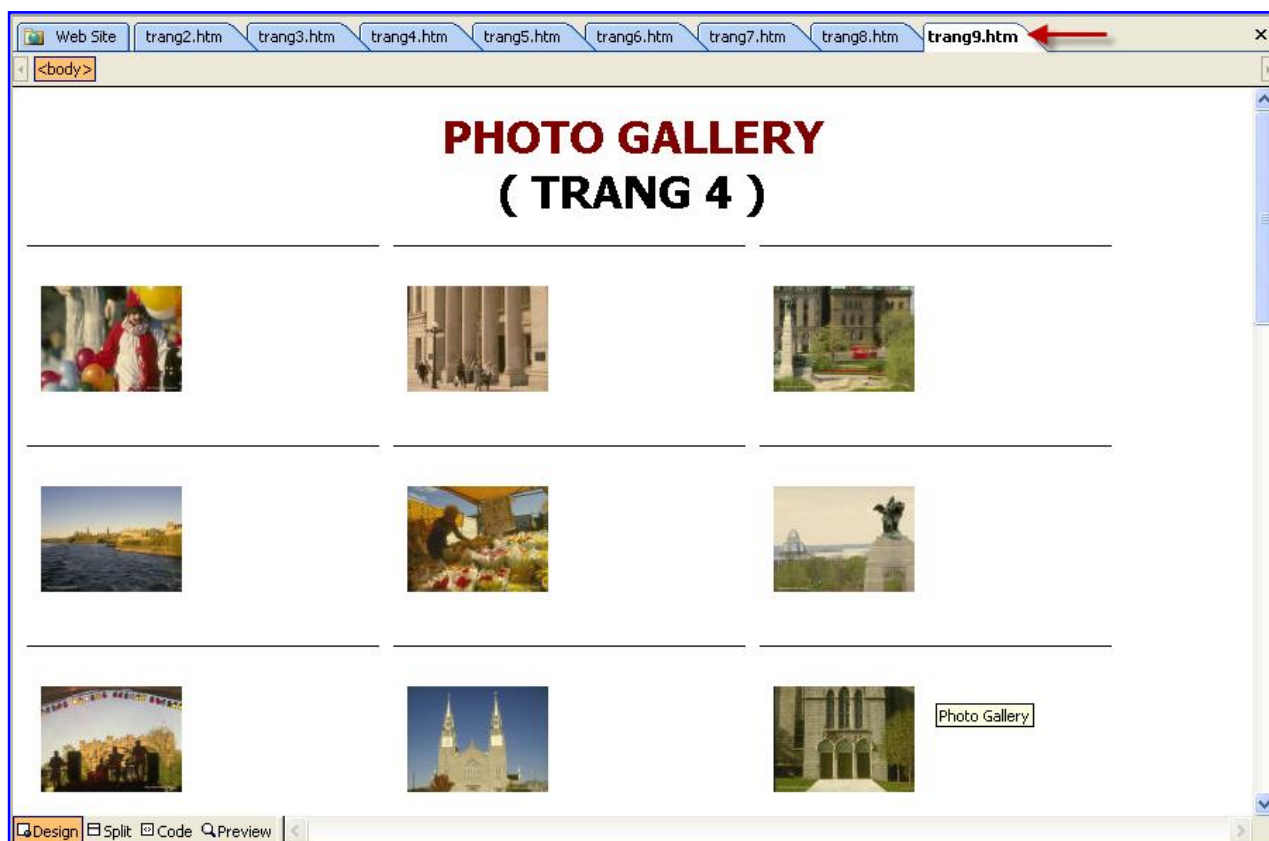 Web Site trang2.htm trang3.htm trang4.htm trang5.htm trang6.htm trang7.htm trang8.htm trang9.htm
<body>
PHOTO GALLERY
( TRANG 4 )
Photo Gallery
Design Split Code Preview